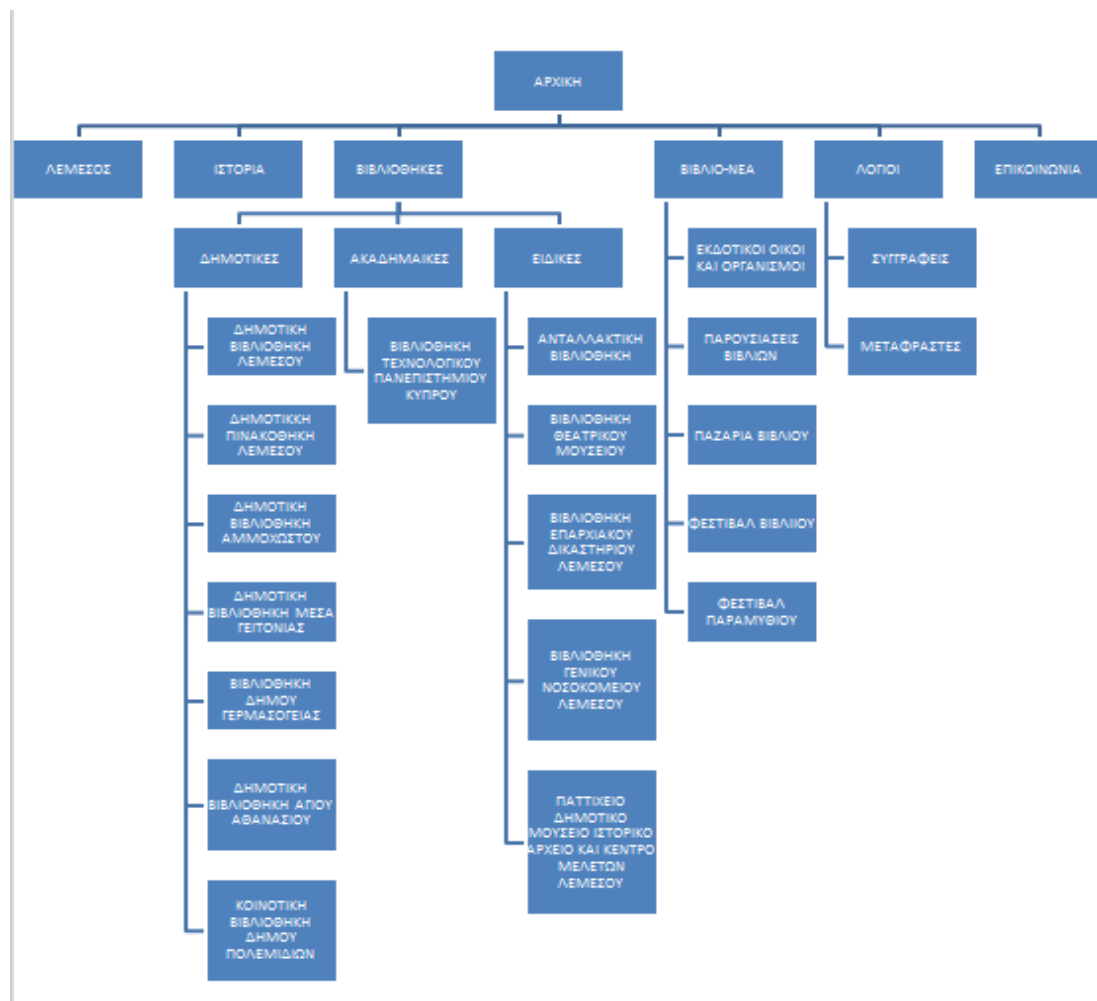 ΑΡΧΙΚΗ
ΛΕΜΕΣΟΣ
ΙΣΤΟΡΙΑ
ΒΙΒΛΙΟΘΗΚΕΣ
ΒΙΒΛΙΟ-ΝΕΑ
ΛΟΓΙΟΙ
ΕΠΙΚΟΙΝΩΝΙΑ
ΔΗΜΟΤΙΚΕΣ
ΑΚΑΔΗΜΑΙΚΕΣ
ΕΙΔΙΚΕΣ
ΔΗΜΟΤΙΚΗ
ΒΙΒΛΙΟΘΗΚΗ
ΛΕΜΕΣΟΥ
ΔΗΜΟΤΙΚΚΗ
ΠΙΝΑΚΟΘΗΚΗ
ΛΕΜΕΣΟΥ
ΔΗΜΟΤΙΚΗ
ΒΙΒΛΙΟΘΗΚΗ
ΑΜΜΟΧΩΣΤΟΥ
ΔΗΜΟΤΙΚΗ
ΒΙΒΛΙΟΘΗΚΗ ΜΕΣΑ
ΓΕΙΤΟΝΙΑΣ
ΒΙΒΛΙΟΘΗΚΗ
ΔΗΜΟΥ
ΓΕΡΜΑΣΟΓΕΙΑΣ
ΔΗΜΟΤΙΚΗ
ΒΙΒΛΙΟΘΗΚΗ ΑΓΙΟΥ
ΑΘΑΝΑΣΙΟΥ
ΚΟΙΝΟΤΙΚΗ
ΒΙΒΛΙΟΘΗΚΗ
ΔΗΜΟΥ
ΠΟΛΕΜΙΔΙΩΝ
ΒΙΒΛΙΟΘΗΚΗ
ΤΕΧΝΟΛΟΓΙΚΟΥ
ΠΑΝΕΠΙΣΤΗΜΙΟΥ
ΚΥΠΡΟΥ
ΑΝΤΑΛΛΑΚΤΙΚΗ
ΒΙΒΛΙΟΘΗΚΗ
ΒΙΒΛΙΟΘΗΚΗ
ΘΕΑΤΡΙΚΟΥ
ΜΟΥΣΕΙΟΥ
ΒΙΒΛΙΟΘΗΚΗ
ΕΠΑΡΧΙΑΚΟΥ
ΔΙΚΑΣΤΗΡΙΟΥ
ΛΕΜΕΣΟΥ
ΒΙΒΛΙΟΘΗΚΗ
ΓΕΝΙΚΟΥ
ΝΟΣΟΚΟΜΕΙΟΥ
ΛΕΜΕΣΟΥ
ΠΑΤΤΙΧΕΙΟ
ΔΗΜΟΤΙΚΟ
ΜΟΥΣΕΙΟ ΙΣΤΟΡΙΚΟ
ΑΡΧΕΙΟ ΚΑΙ ΚΕΝΤΡΟ
ΜΕΛΕΤΩΝ
ΛΕΜΕΣΟΥ
ΕΚΔΟΤΙΚΟΙ ΟΙΚΟΙ
ΚΑΙ ΟΡΓΑΝΙΣΜΟΙ
ΠΑΡΟΥΣΙΑΣΕΙΣ
ΒΙΒΛΙΩΝ
ΠΑΖΑΡΙΑ ΒΙΒΛΙΟΥ
ΦΕΣΤΙΒΑΛ ΒΙΒΛΙΙΟΥ
ΦΕΣΤΙΒΑΛ
ΠΑΡΑΜΥΘΙΟΥ
ΣΥΓΓΡΑΦΕΙΣ
ΜΕΤΑΦΡΑΣΤΕΣ